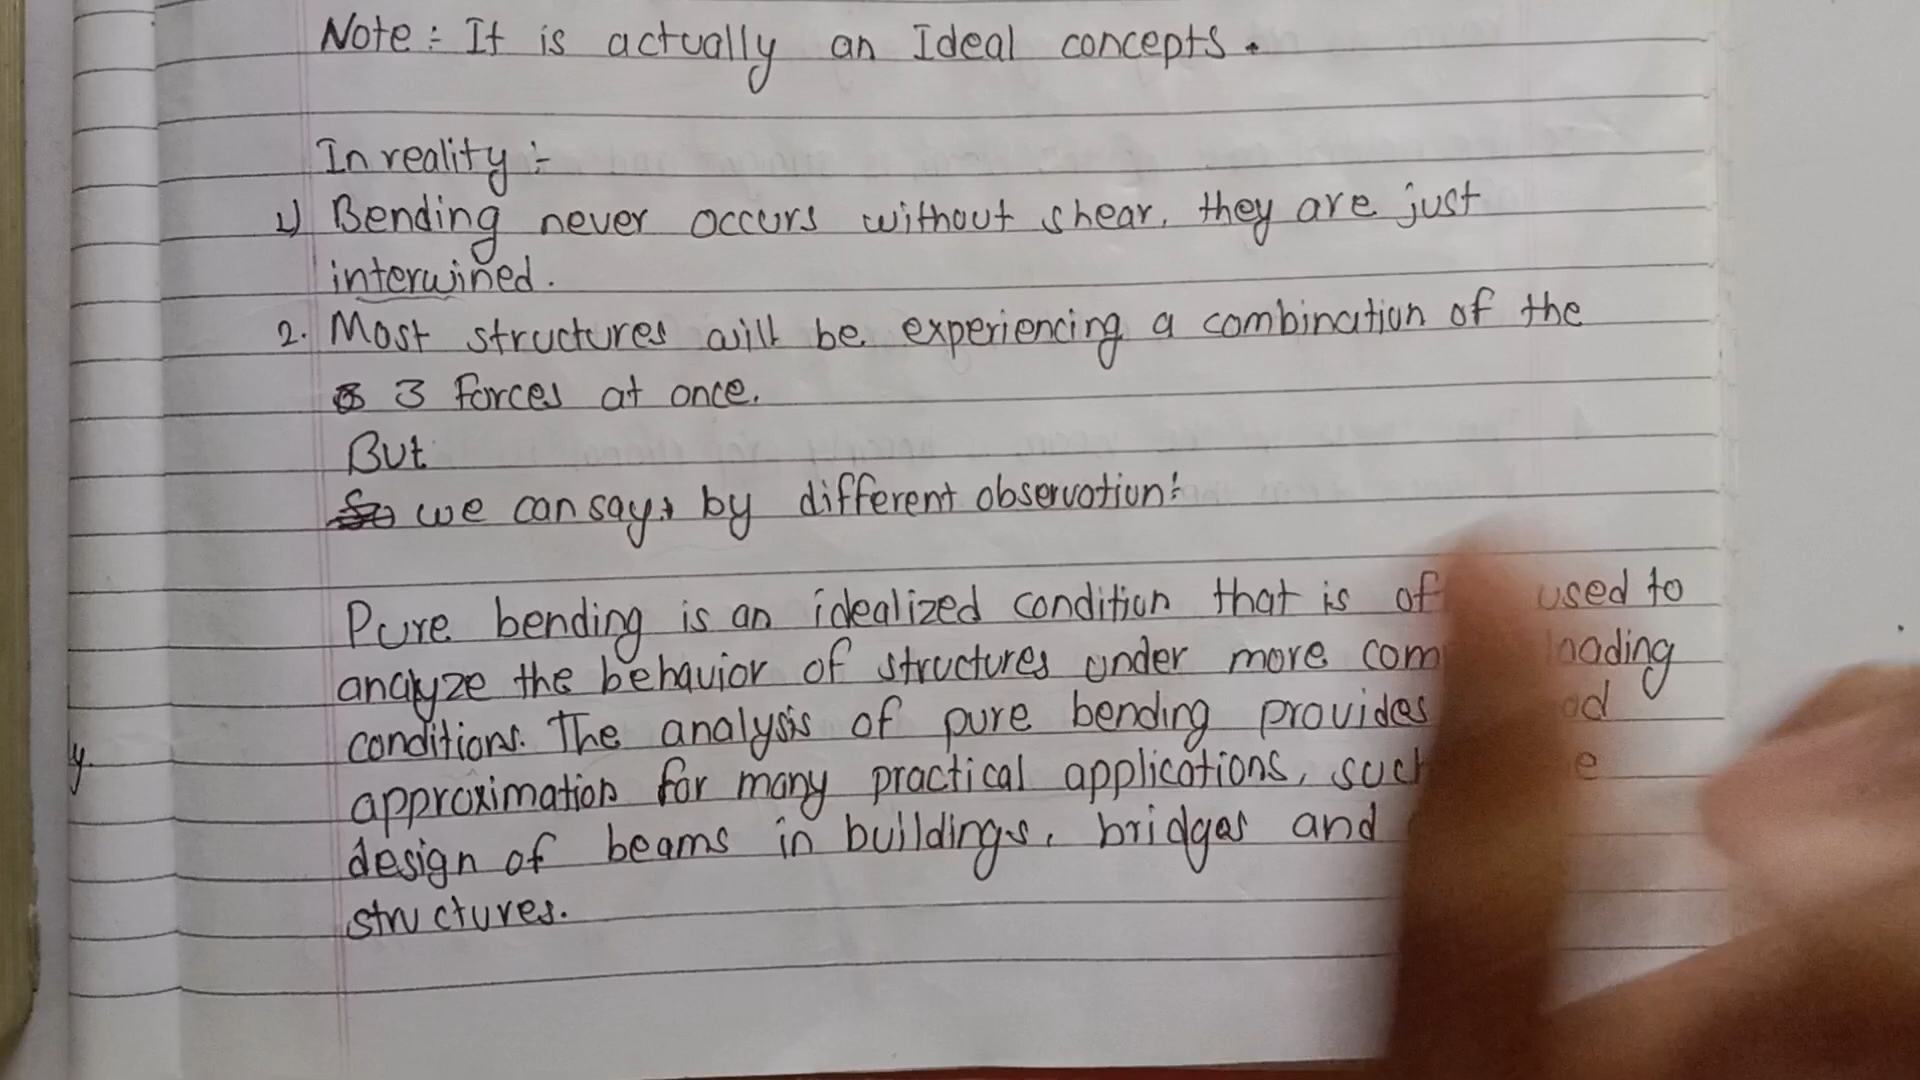 Note: It is actually an Ideal concepts.
In reality:-
1) Bending never occurs without shear, they are just
interwined.
2. Most structures will be experiencing a combination of the
3 forces at once.
But
we can say, by different observation:
Pure bending is an idealized condition that is used to
analyze the behavior of structures under more
conditions. The analysis of pure bending provides
approximation for many practical applications,
design of beams in buildings, bridges and
structures.
y.